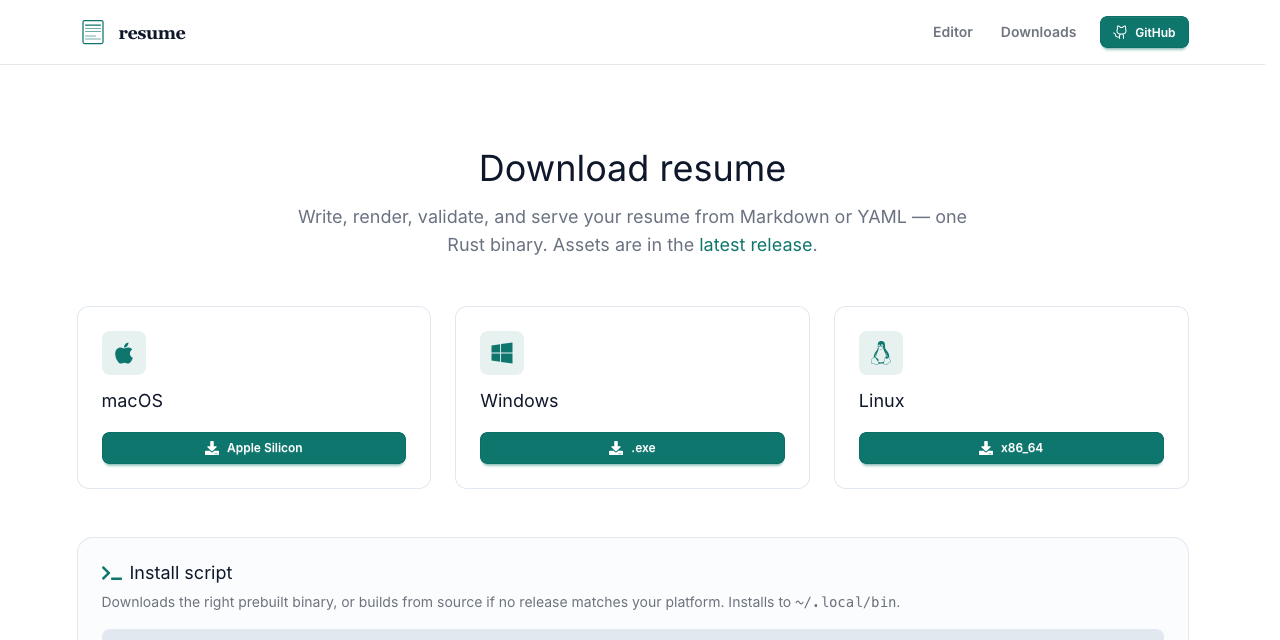 resume
Editor
Downloads
GitHub
Download resume
Write, render, validate, and serve your resume from Markdown or YAML — one
Rust binary. Assets are in the latest release.
macOS
Apple Silicon
Windows
.exe
Linux
x86_64
Install script
Downloads the right prebuilt binary, or builds from source if no release matches your platform. Installs to ~/.local/bin.